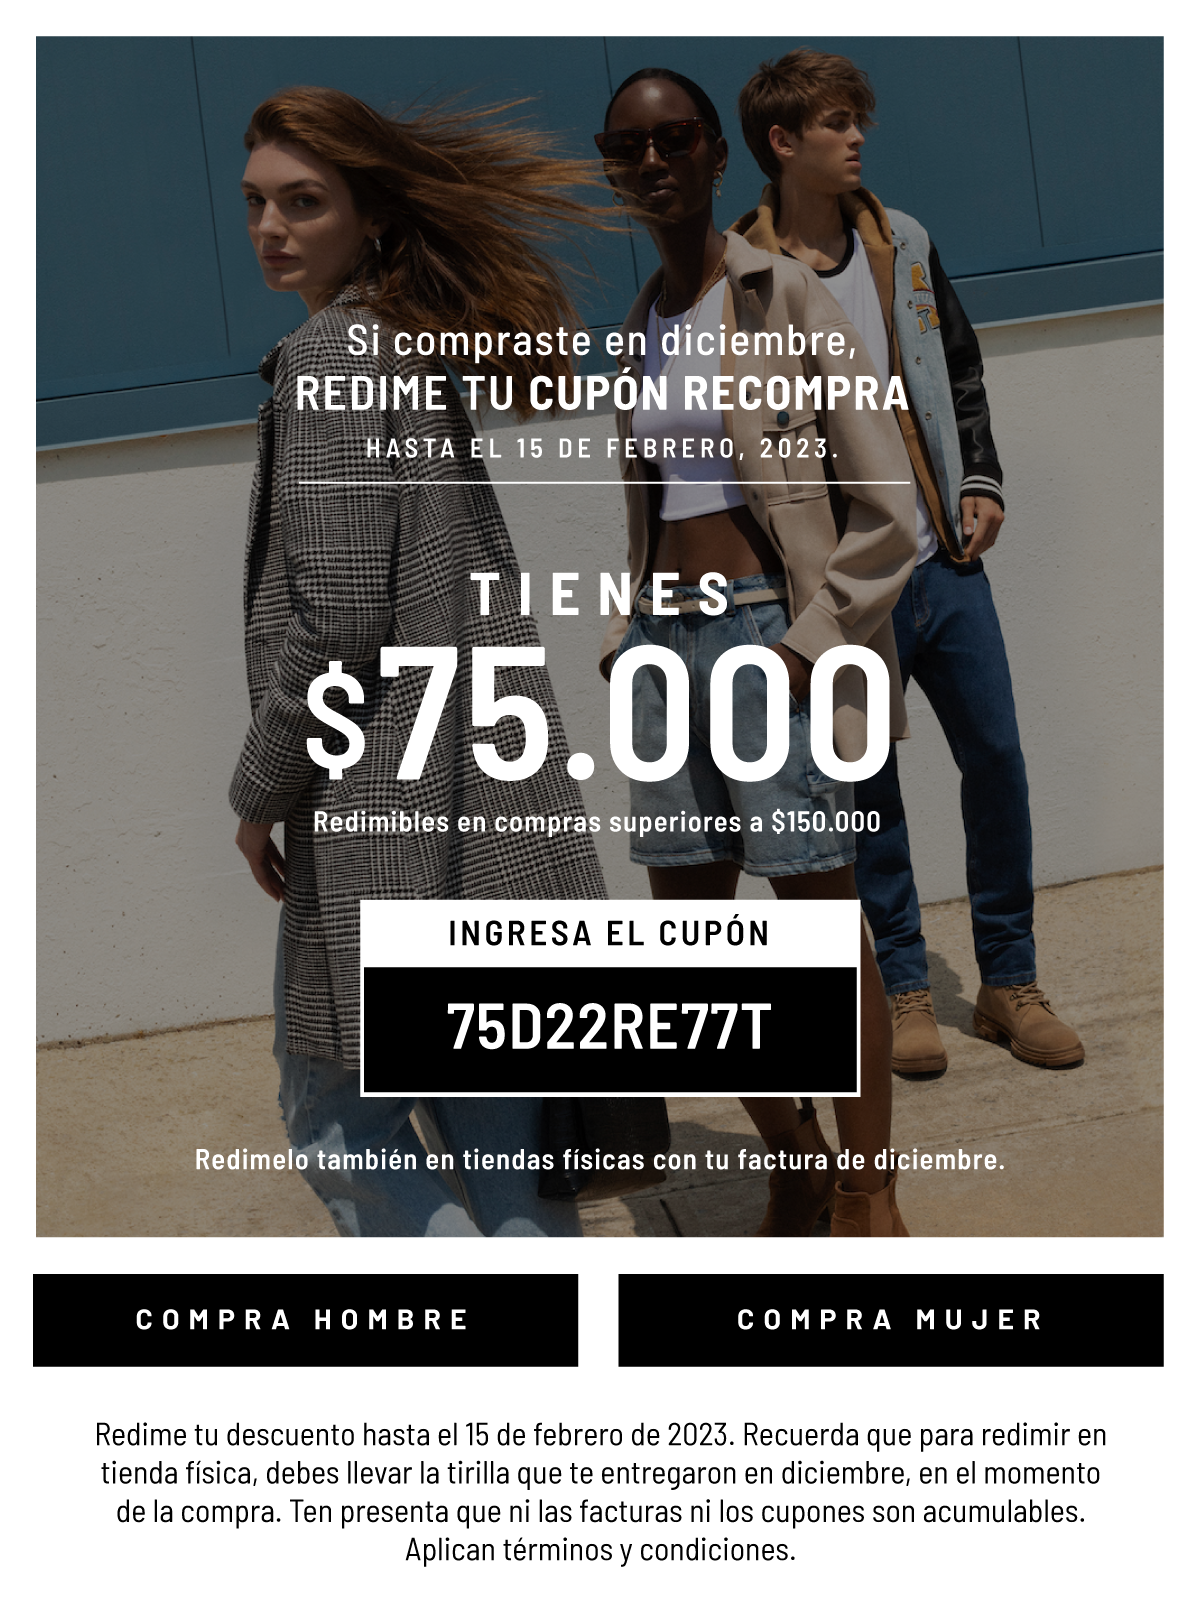 Si compraste en diciembre,
REDIME TU CUPÓN RECOMPRA
HASTA EL 15 DE FEBRERO, 2023.
TIENES
$75.000
Redimibles en compras superiores a $150.000
INGRESA EL CUPÓN
75D22RE77T
Redimelo también en tiendas físicas con tu factura de diciembre.
COMPRA HOMBRE
COMPRA MUJER
Redime tu descuento hasta el 15 de febrero de 2023. Recuerda que para redimir en
tienda física, debes llevar la tirilla que te entregaron en diciembre, en el momento
de la compra. Ten presenta que ni las facturas ni los cupones son acumulables.
Aplican términos y condiciones.